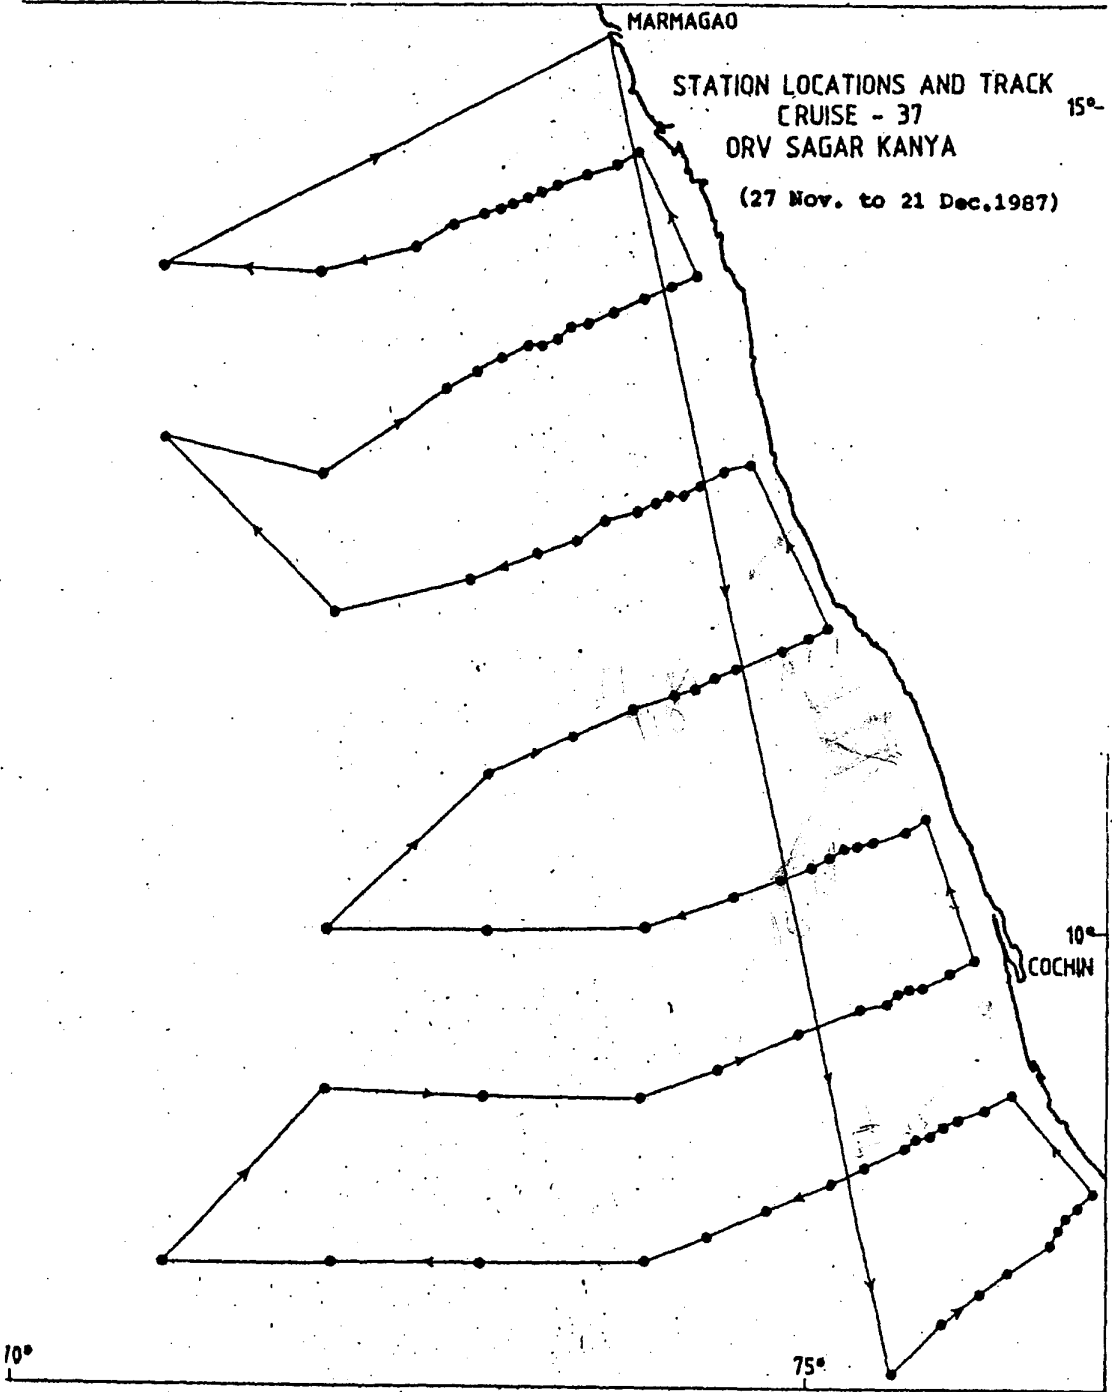 MARMAGAO
STATION LOCATIONS AND TRACK
CRUISE - 37
ORV SAGAR KANYA
(27 Nov. to 21 Dec.1987)
15°
10°
COCHIN
70°
75°